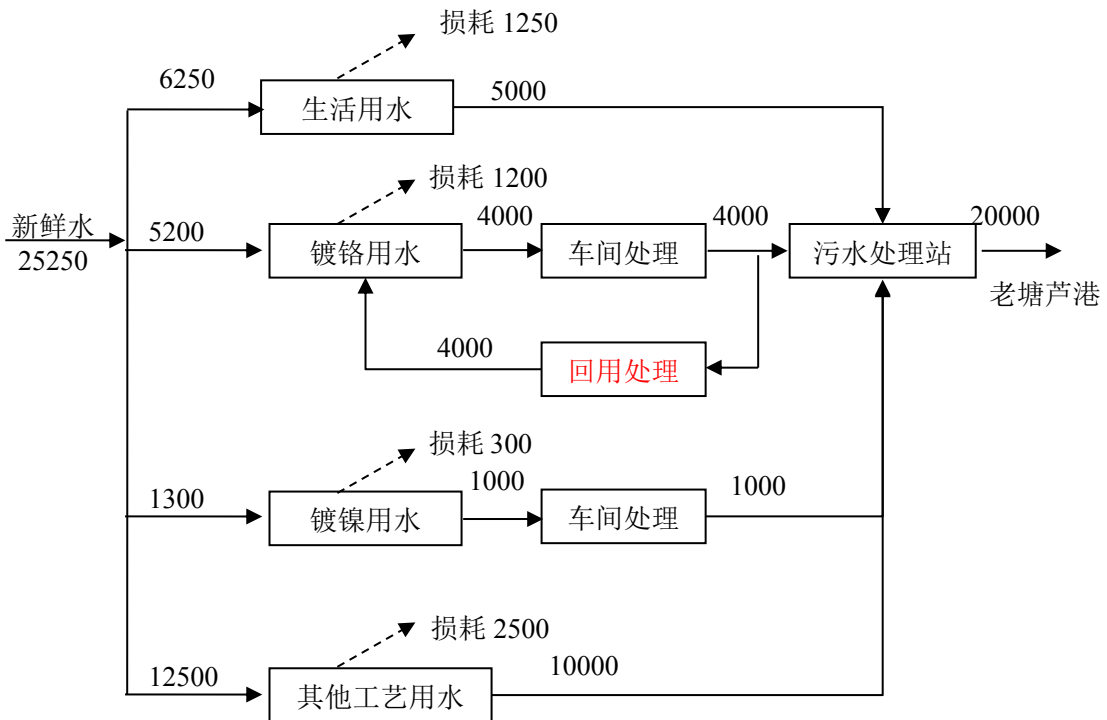 损耗 1250
6250
生活用水
5000
损耗 1200
新鲜水
25250
5200
镀铬用水
4000
车间处理
4000
污水处理站
20000
老塘芦港
4000
回用处理
损耗 300
1300
镀镍用水
1000
车间处理
1000
损耗 2500
12500
其他工艺用水
10000